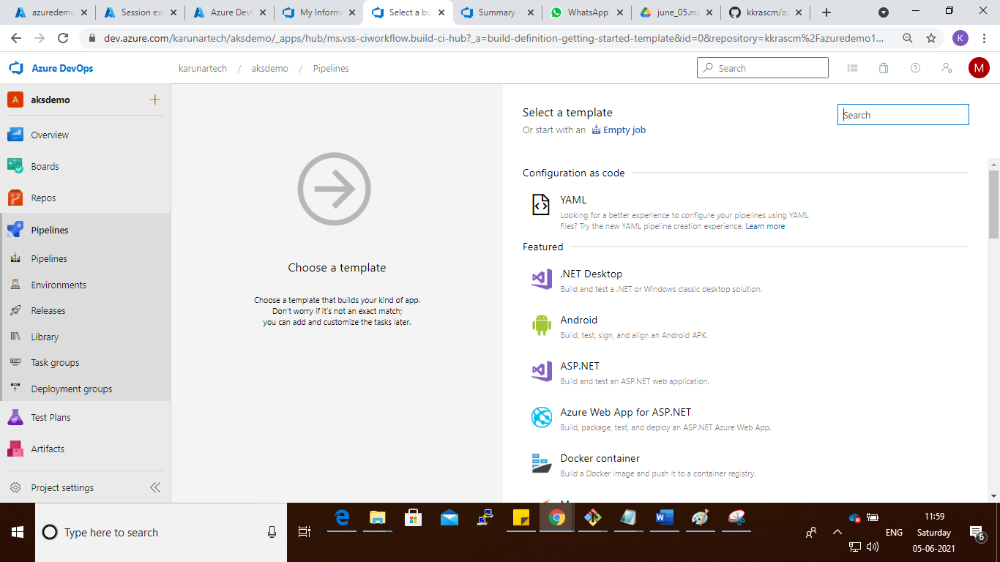 azuredemo
Session exp
Azure DevO
My Informa
Select a bu
Summary -
WhatsApp
june_05.mp
kkrascm/az
dev.azure.com/karunartech/aksdemo/_apps/hub/ms.vss-ciworkflow.build-ci-hub?_a=build-definition-getting-started-template&id=0&repository=kkrascm%2Fazuredemo1...
K
Azure DevOps
karunartech / aksdemo / Pipelines
Search
M
A aksdemo
Overview
Boards
Repos
Pipelines
Pipelines
Environments
Releases
Library
Task groups
Deployment groups
Test Plans
Artifacts
Project settings
Choose a template
Choose a template that builds your kind of app.
Don't worry if it's not an exact match;
you can add and customize the tasks later.
Select a template
Or start with an Empty job
Search
Configuration as code
YAML
Looking for a better experience to configure your pipelines using YAML
files? Try the new YAML pipeline creation experience. Learn more
Featured
.NET Desktop
Build and test a .NET or Windows classic desktop solution.
Android
Build, test, sign, and align an Android APK.
ASP.NET
Build and test an ASP.NET web application.
Azure Web App for ASP.NET
Build, package, test, and deploy an ASP.NET Azure Web App.
Docker container
Build a Docker image and push it to a container registry.
Type here to search
ENG
11:59
Saturday
05-06-2021
6